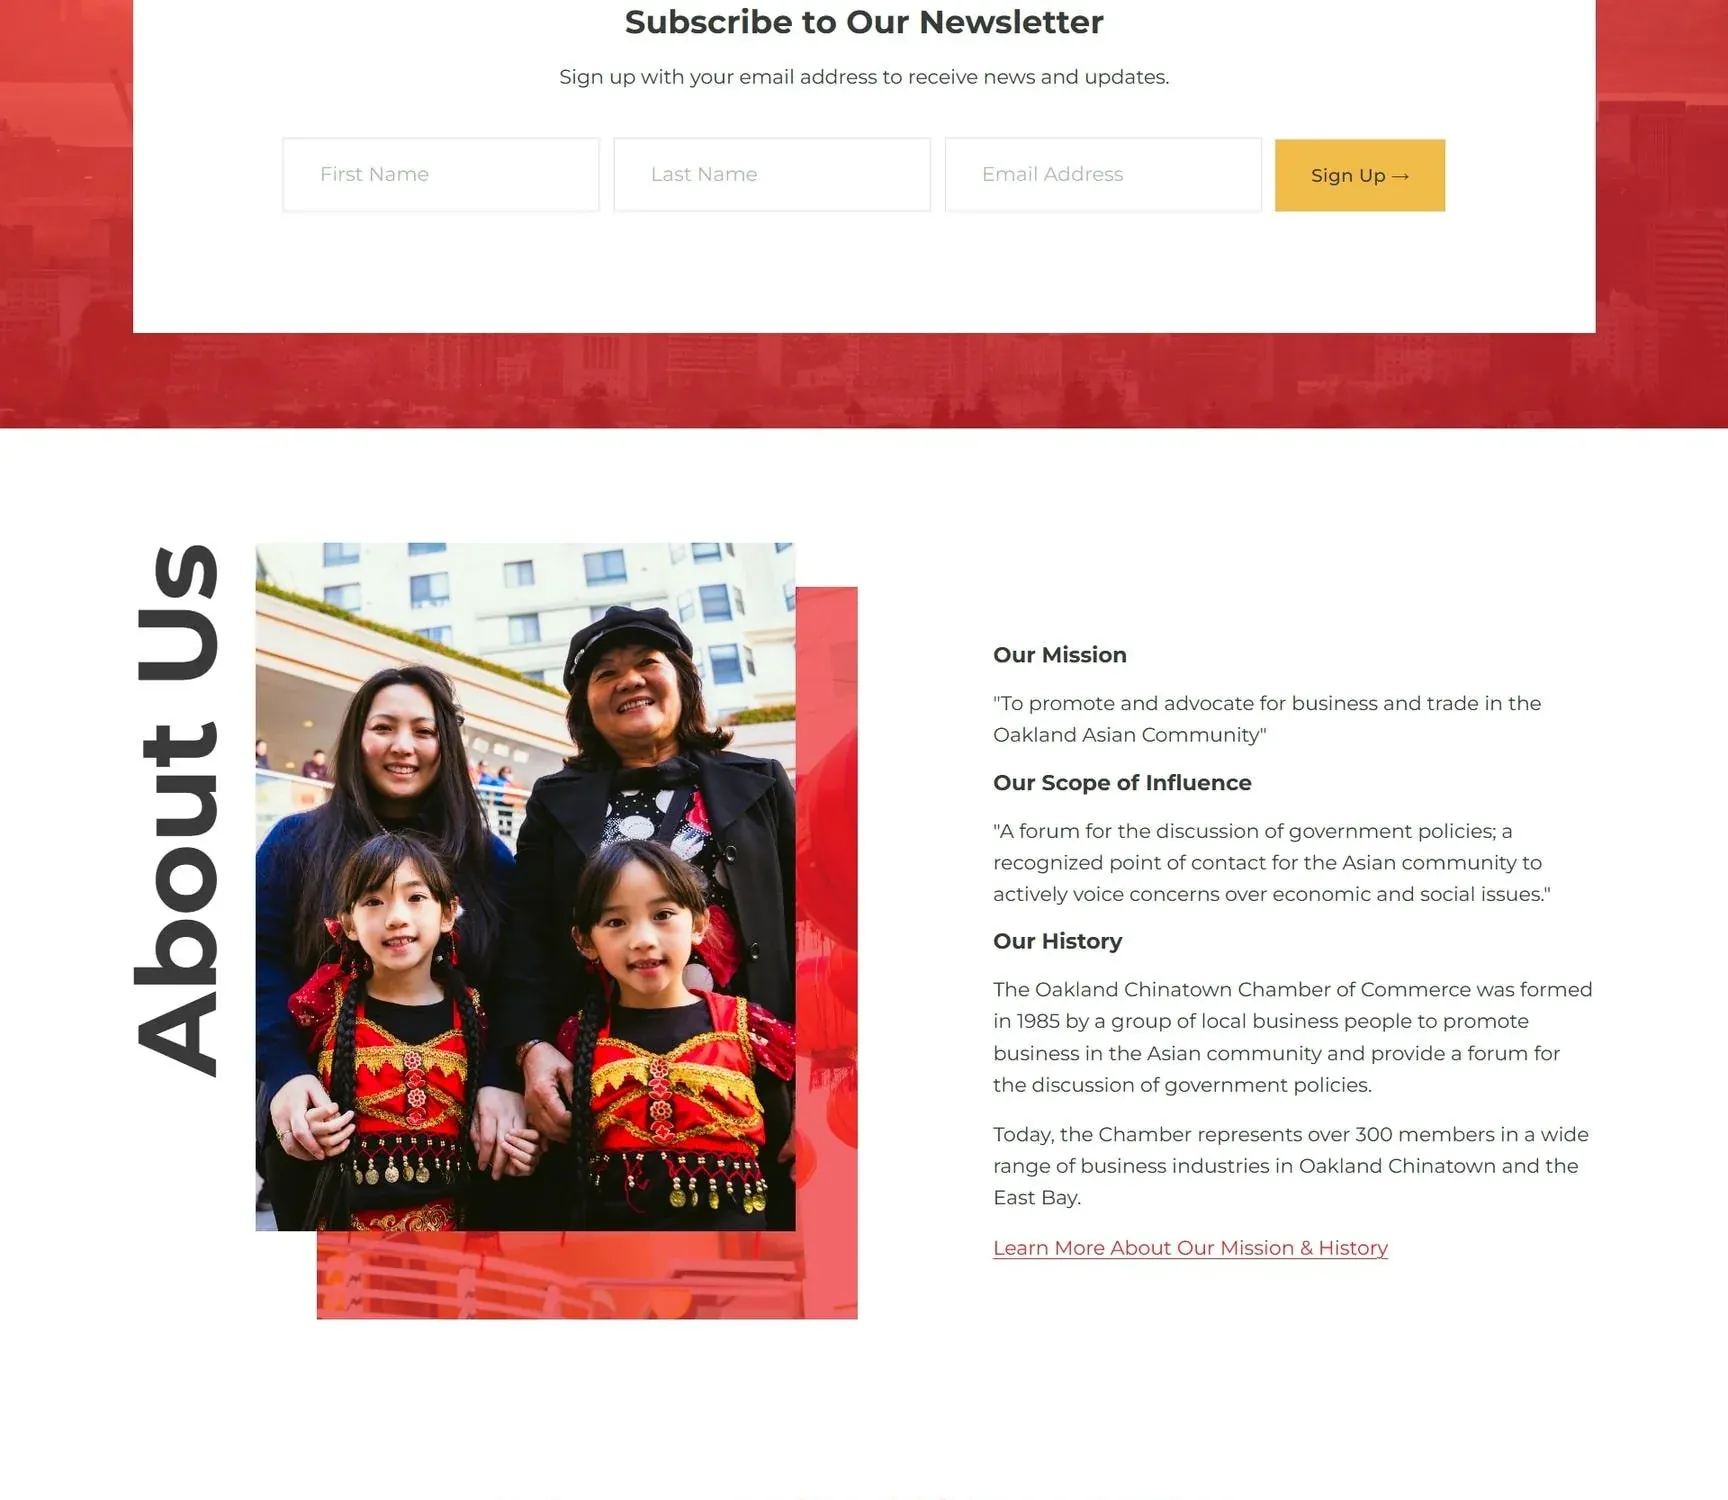 Subscribe to Our Newsletter
Sign up with your email address to receive news and updates.
First Name
Last Name
Email Address
Sign Up →
About Us
Our Mission
"To promote and advocate for business and trade in the
Oakland Asian Community"
Our Scope of Influence
"A forum for the discussion of government policies; a
recognized point of contact for the Asian community to
actively voice concerns over economic and social issues."
Our History
The Oakland Chinatown Chamber of Commerce was formed
in 1985 by a group of local business people to promote
business in the Asian community and provide a forum for
the discussion of government policies.
Today, the Chamber represents over 300 members in a wide
range of business industries in Oakland Chinatown and the
East Bay.
Learn More About Our Mission & History